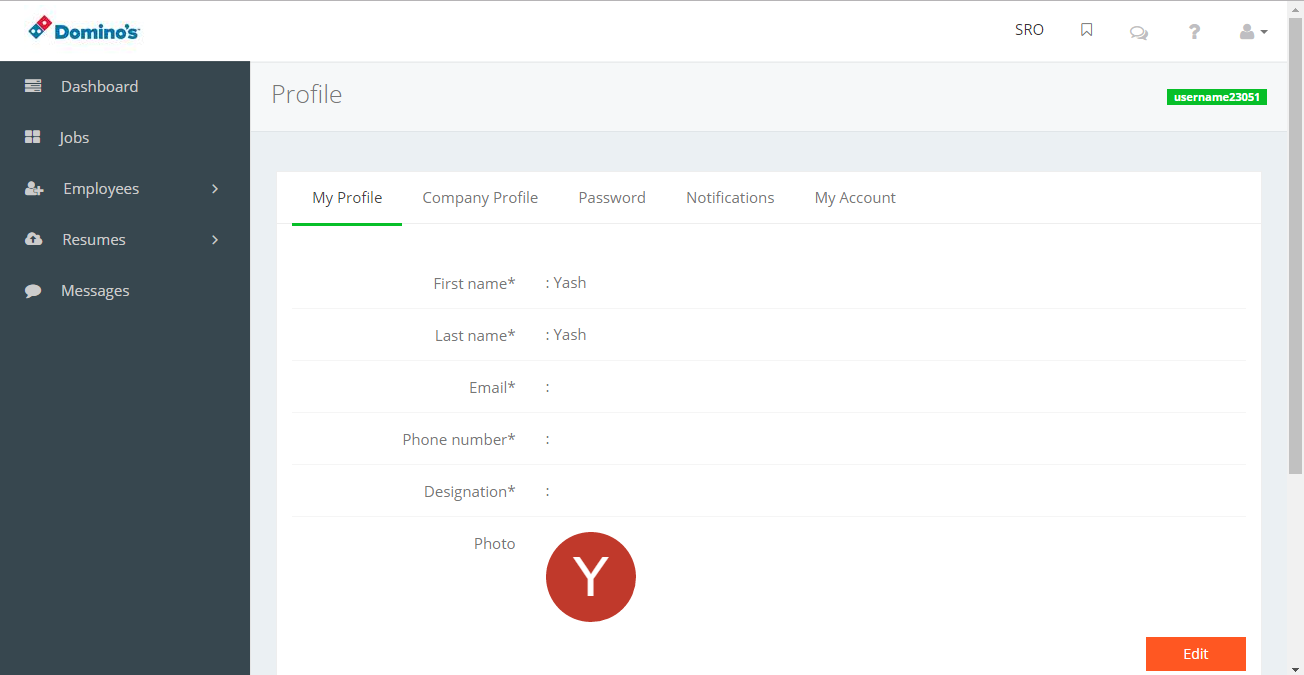 Domino's
SRO
?
Dashboard
Jobs
Employees
Resumes
Messages
Profile
username23051
My Profile
Company Profile
Password
Notifications
My Account
First name* : Yash
Last name* : Yash
Email* :
Phone number* :
Designation* :
Photo
Y
Edit